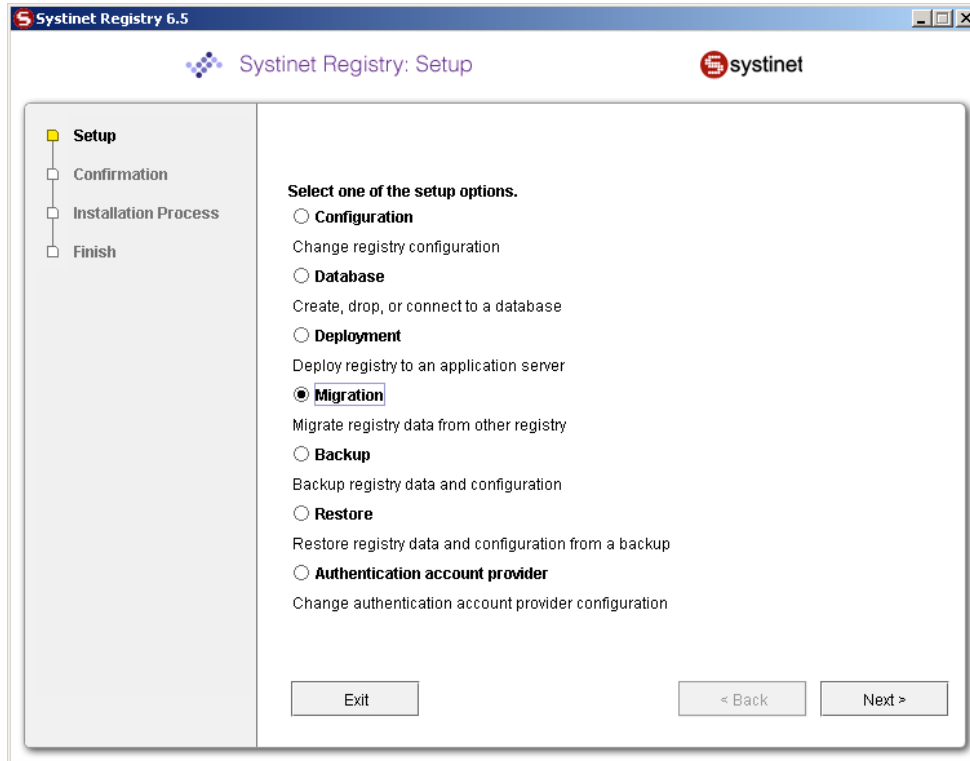 Systinet Registry 6.5
Systinet Registry: Setup
systinet
Setup
Confirmation
Installation Process
Finish
Select one of the setup options.
Configuration
Change registry configuration
Database
Create, drop, or connect to a database
Deployment
Deploy registry to an application server
Migration
Migrate registry data from other registry
Backup
Backup registry data and configuration
Restore
Restore registry data and configuration from a backup
Authentication account provider
Change authentication account provider configuration
Exit
< Back
Next >